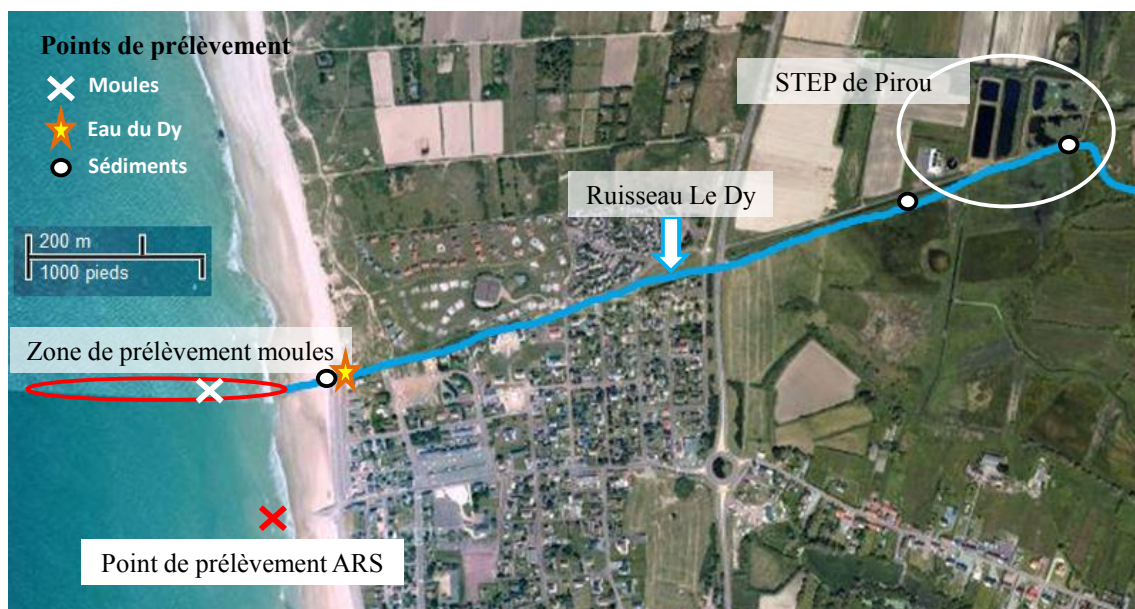 Points de prélèvement
Moules
Eau du Dy
Sédiments
STEP de Pirou
Ruisseau Le Dy
200 m
1000 pieds
Zone de prélèvement moules
Point de prélèvement ARS